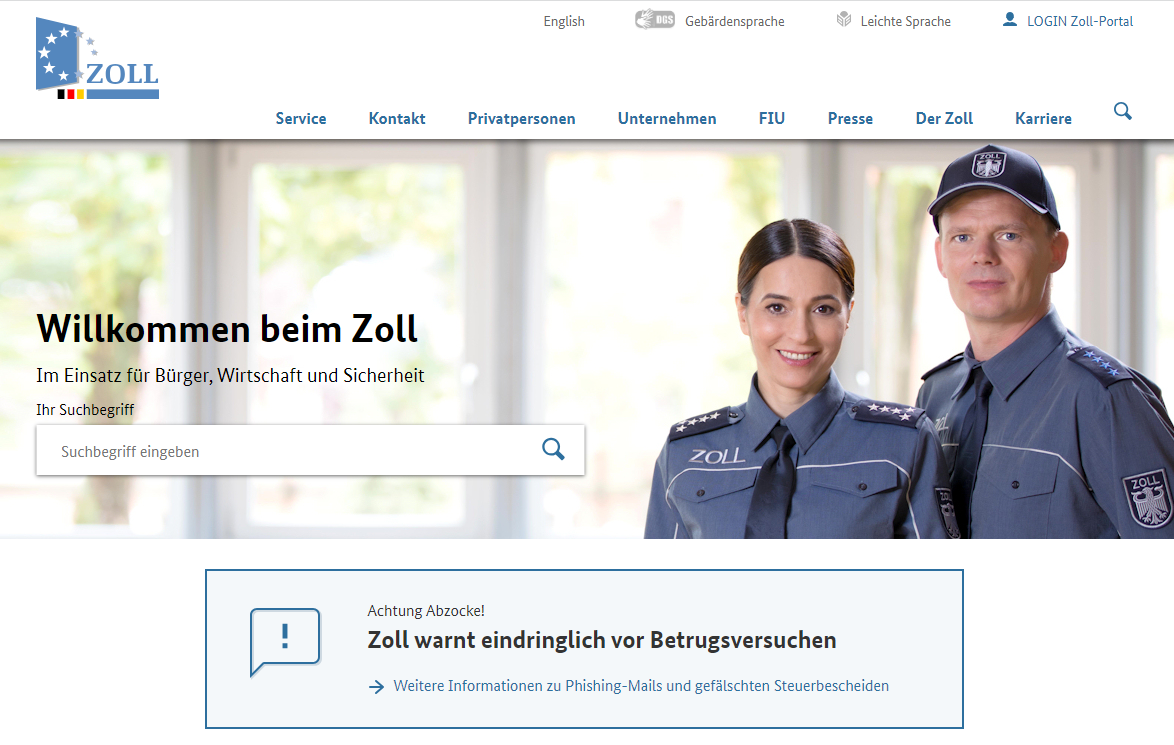 English
DGS
Gebärdensprache
Leichte Sprache
LOGIN Zoll-Portal
ZOLL
Service
Kontakt
Privatpersonen
Unternehmen
FIU
Presse
Der Zoll
Karriere
ZOLL
Willkommen beim Zoll
Im Einsatz für Bürger, Wirtschaft und Sicherheit
Ihr Suchbegriff
Suchbegriff eingeben
ZOLL
ZOLL
ZOLL
Achtung Abzocke!
!
Zoll warnt eindringlich vor Betrugsversuchen
Weitere Informationen zu Phishing-Mails und gefälschten Steuerbescheiden